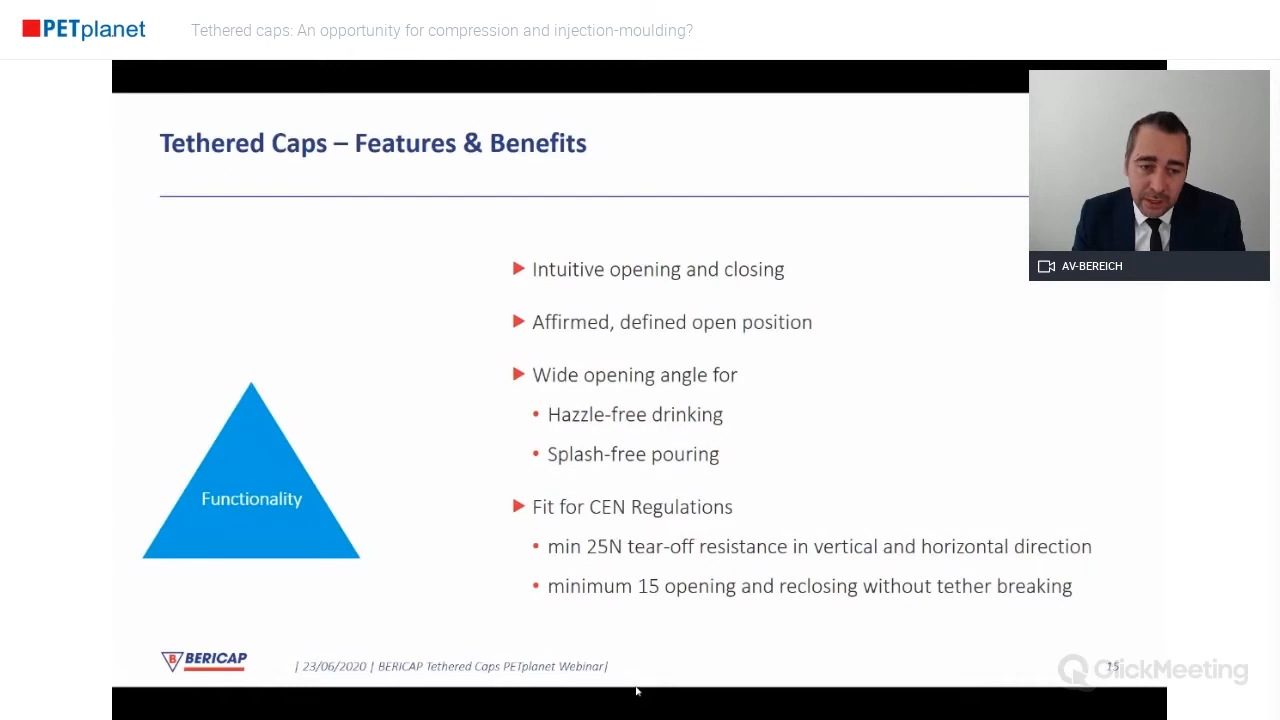 PETplanet
Tethered caps: An opportunity for compression and injection-moulding?
Tethered Caps – Features & Benefits
AV-BEREICH
Intuitive opening and closing
Affirmed, defined open position
Wide opening angle for
• Hazzle-free drinking
• Splash-free pouring
Functionality
Fit for CEN Regulations
• min 25N tear-off resistance in vertical and horizontal direction
• minimum 15 opening and reclosing without tether breaking
B BERICAP
| 23/06/2020 | BERICAP Tethered Caps PETplanet Webinar|
15
ClickMeeting